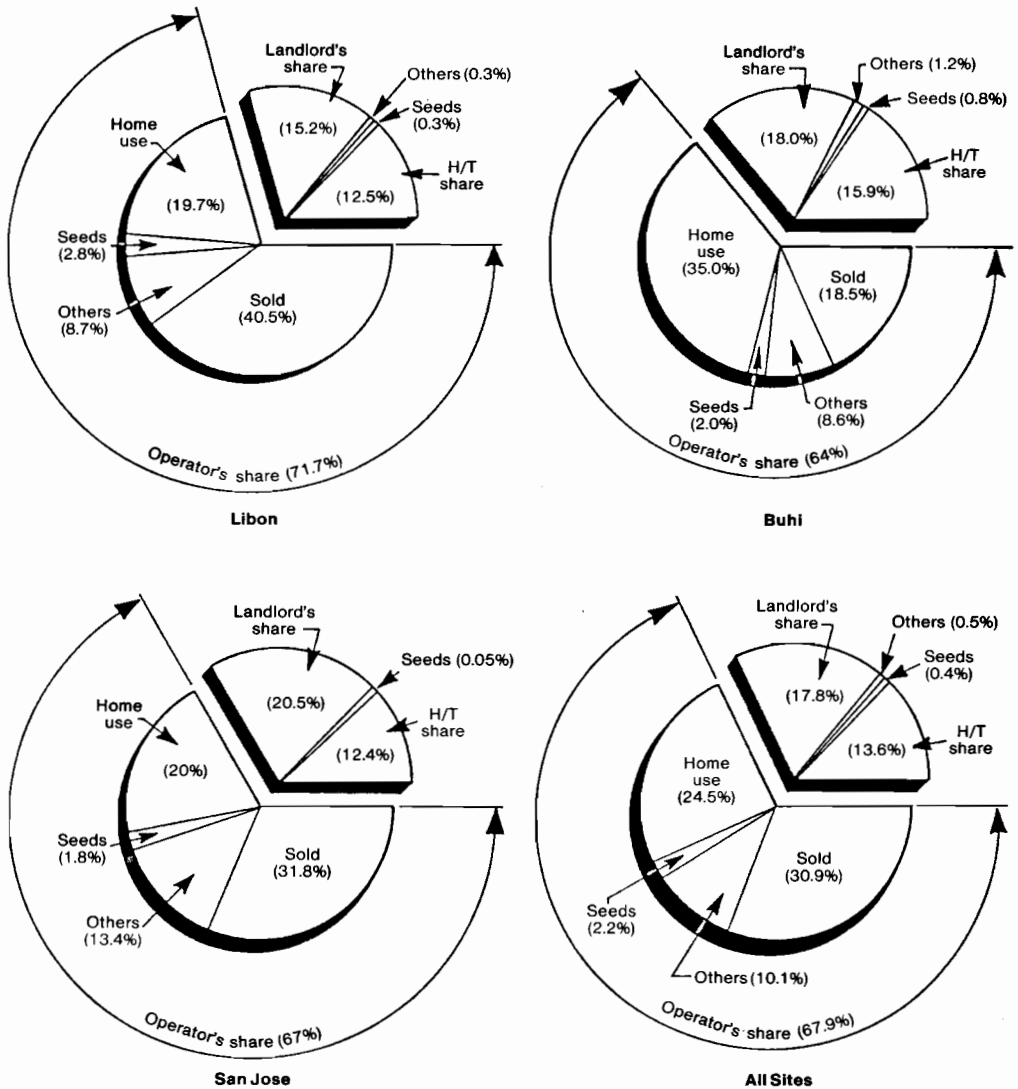 Landlord's
share
Others (0.3%)
Seeds
(0.3%)
(15.2%)
H/T
share
(12.5%)
Home
use
(19.7%)
Seeds
(2.8%)
Others
(8.7%)
Sold
(40.5%)
Operator's share (71.7%)
Libon
Landlord's
share
Others (1.2%)
Seeds (0.8%)
(18.0%)
H/T
share
(15.9%)
Home
use
(35.0%)
Sold
(18.5%)
Seeds
(2.0%)
Others
(8.6%)
Operator's share (64%)
Buhi
Landlord's
share
Seeds (0.05%)
(20.5%)
H/T
share
(12.4%)
Home
use
(20%)
Seeds
(1.8%)
Others
(13.4%)
Sold
(31.8%)
Operator's share (67%)
San Jose
Landlord's
share
Others (0.5%)
Seeds
(0.4%)
(17.8%)
H/T
share
(13.6%)
Home
use
(24.5%)
Sold
(30.9%)
Seeds
(2.2%)
Others (10.1%)
Operator's share (67.9%)
All Sites